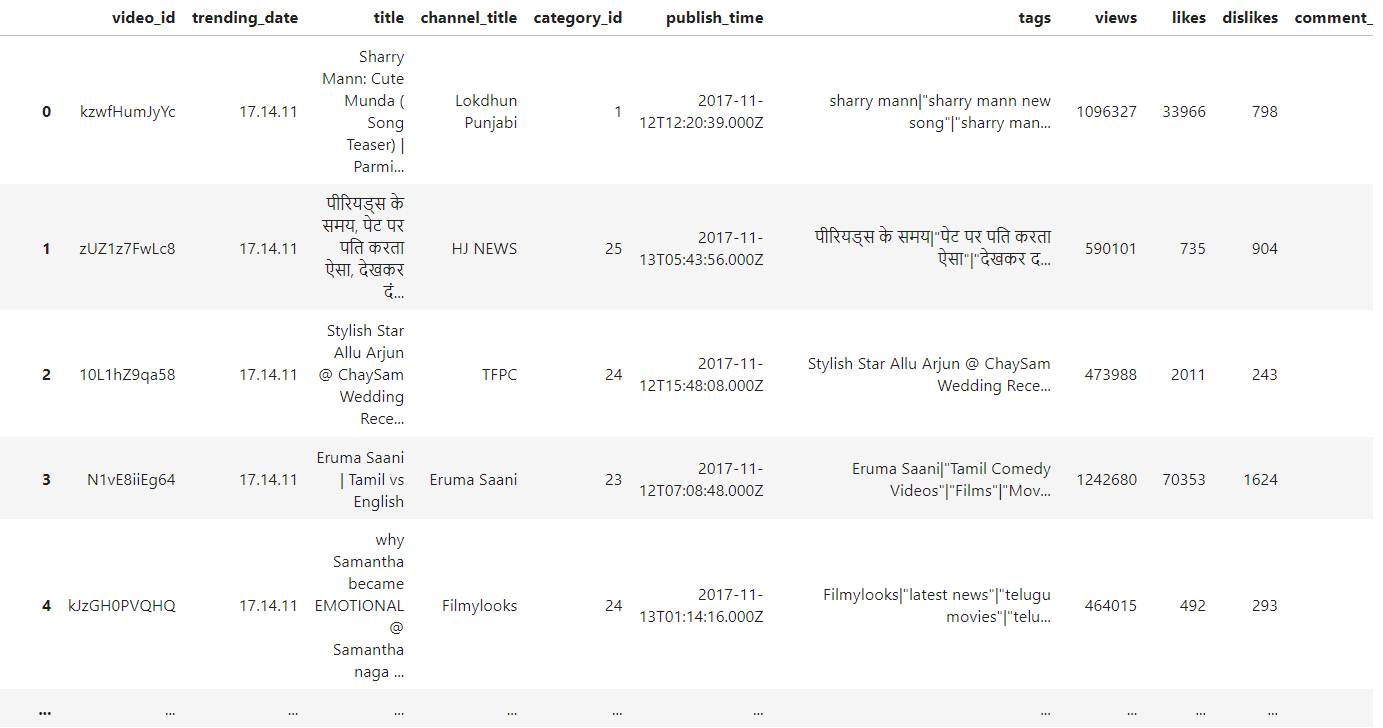 video_id trending_date title channel_title category_id publish_time tags views likes dislikes comment_
Sharry
Mann: Cute
Munda (
Song
Teaser) |
Parmi...
0 kzwfHumJyYc 17.14.11 Lokdhun
Punjabi 1 2017-11-
12T12:20:39.000Z sharry mann|"sharry mann new
song"|"sharry man... 1096327 33966 798
पीरियड्स के
समय, पेट पर
पति करता
ऐसा, देखकर
दं...
1 zUZ1z7FwLc8 17.14.11 HJ NEWS 25 2017-11-
13T05:43:56.000Z पीरियड्स के समय|"पेट पर पति करता
ऐसा"|"देखकर द... 590101 735 904
Stylish Star
Allu Arjun
@ ChaySam
Wedding
Rece...
2 10L1hZ9qa58 17.14.11 TFPC 24 2017-11-
12T15:48:08.000Z Stylish Star Allu Arjun @ ChaySam
Wedding Rece... 473988 2011 243
Eruma Saani
| Tamil vs
English
3 N1vE8iiEg64 17.14.11 Eruma Saani 23 2017-11-
12T07:08:48.000Z Eruma Saani|"Tamil Comedy
Videos"|"Films"|"Mov... 1242680 70353 1624
why
Samantha
became
EMOTIONAL
@
Samantha
naga ...
4 kJzGH0PVQHQ 17.14.11 Filmylooks 24 2017-11-
13T01:14:16.000Z Filmylooks|"latest news"|"telugu
movies"|"telu... 464015 492 293
... ... ... ... ... ... ... ... ... ... ...